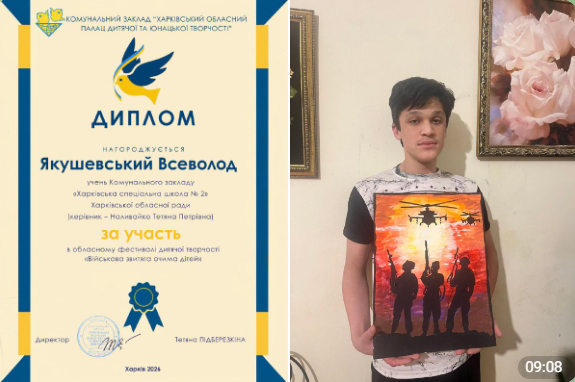 КОМУНАЛЬНИЙ ЗАКЛАД "ХАРКІВСЬКИЙ ОБЛАСНИЙ
ПАЛАЦ ДИТЯЧОЇ ТА ЮНАЦЬКОЇ ТВОРЧОСТІ"
ДИПЛОМ
НАГОРОДЖУЄТЬСЯ
Якушевський Всеволод
учень Комунального закладу
«Харківська спеціальна школа № 2»
Харківської обласної ради
(керівник – Наливайко Тетяна Петрівна)
за участь
в обласному фестивалі дитячої творчості
«Військова звитяга очима дітей»
Директор
Тетяна ПІДБЕРЕЗКІНА
Харків 2026
09:08